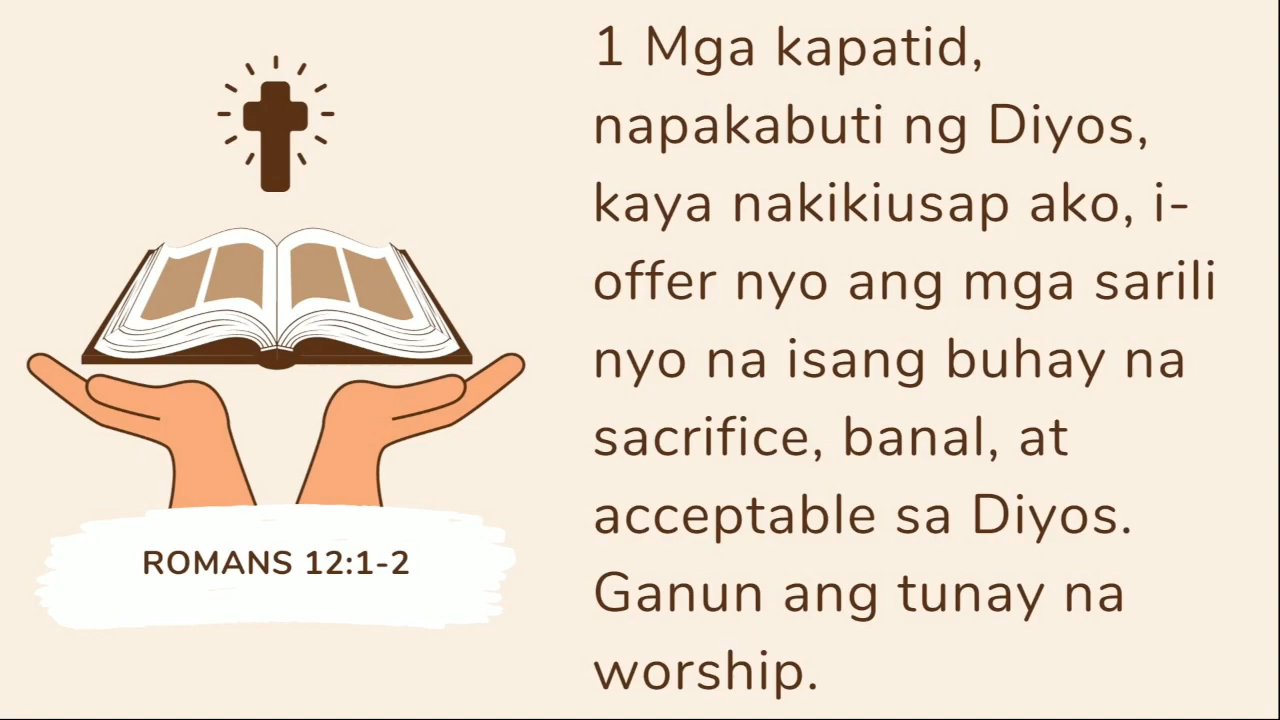 ROMANS 12:1-2
1 Mga kapatid,
napakabuti ng Diyos,
kaya nakikiusap ako, i-
offer nyo ang mga sarili
nyo na isang buhay na
sacrifice, banal, at
acceptable sa Diyos.
Ganun ang tunay na
worship.